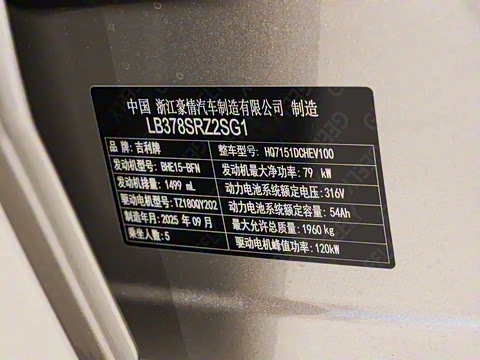 中国 浙江豪情汽车制造有限公司 制造
LB378SRZ2SG1
品牌: 吉利牌 整车型号: HQ7151DCHEV100
发动机型号: BHE15-BFN 发动机最大净功率: 79 kW
发动机排量: 1499 mL 动力电池系统额定电压: 316V
驱动电机型号: TZ180QY202 动力电池系统额定容量: 54Ah
制造年月: 2025 年 09 月 最大允许总质量: 1960 kg
乘坐人数: 5 驱动电机峰值功率: 120kW